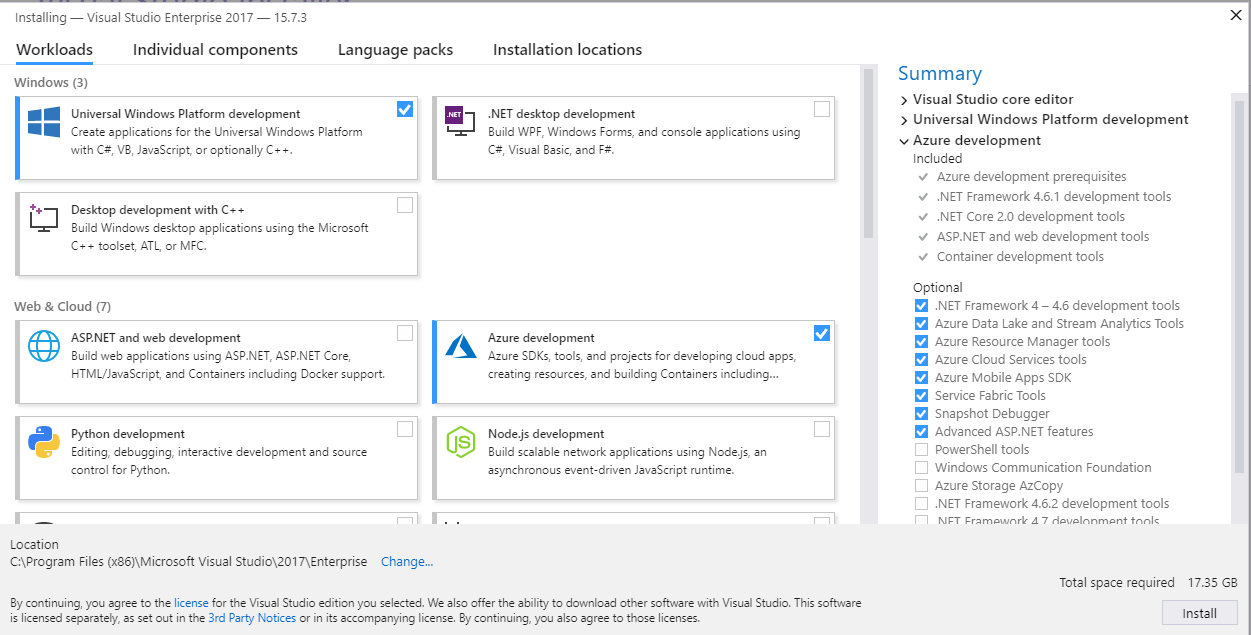 Installing — Visual Studio Enterprise 2017 — 15.7.3
Workloads
Individual components
Language packs
Installation locations
Windows (3)
Universal Windows Platform development
Create applications for the Universal Windows Platform
with C#, VB, JavaScript, or optionally C++.
.NET
.NET desktop development
Build WPF, Windows Forms, and console applications using
C#, Visual Basic, and F#.
Desktop development with C++
Build Windows desktop applications using the Microsoft
C++ toolset, ATL, or MFC.
Web & Cloud (7)
ASP.NET and web development
Build web applications using ASP.NET, ASP.NET Core,
HTML/JavaScript, and Containers including Docker support.
Azure development
Azure SDKs, tools, and projects for developing cloud apps,
creating resources, and building Containers including...
Python development
Editing, debugging, interactive development and source
control for Python.
JS
Node.js development
Build scalable network applications using Node.js, an
asynchronous event-driven JavaScript runtime.
Summary
Visual Studio core editor
Universal Windows Platform development
Azure development
Included
Azure development prerequisites
.NET Framework 4.6.1 development tools
.NET Core 2.0 development tools
ASP.NET and web development tools
Container development tools
Optional
.NET Framework 4 – 4.6 development tools
Azure Data Lake and Stream Analytics Tools
Azure Resource Manager tools
Azure Cloud Services tools
Azure Mobile Apps SDK
Service Fabric Tools
Snapshot Debugger
Advanced ASP.NET features
PowerShell tools
Windows Communication Foundation
Azure Storage AzCopy
.NET Framework 4.6.2 development tools
.NET Framework 4.7 development tools
Location
C:\Program Files (x86)\Microsoft Visual Studio\2017\Enterprise Change...
Total space required 17.35 GB
By continuing, you agree to the license for the Visual Studio edition you selected. We also offer the ability to download other software with Visual Studio. This software
is licensed separately, as set out in the 3rd Party Notices or in its accompanying license. By continuing, you also agree to those licenses.
Install